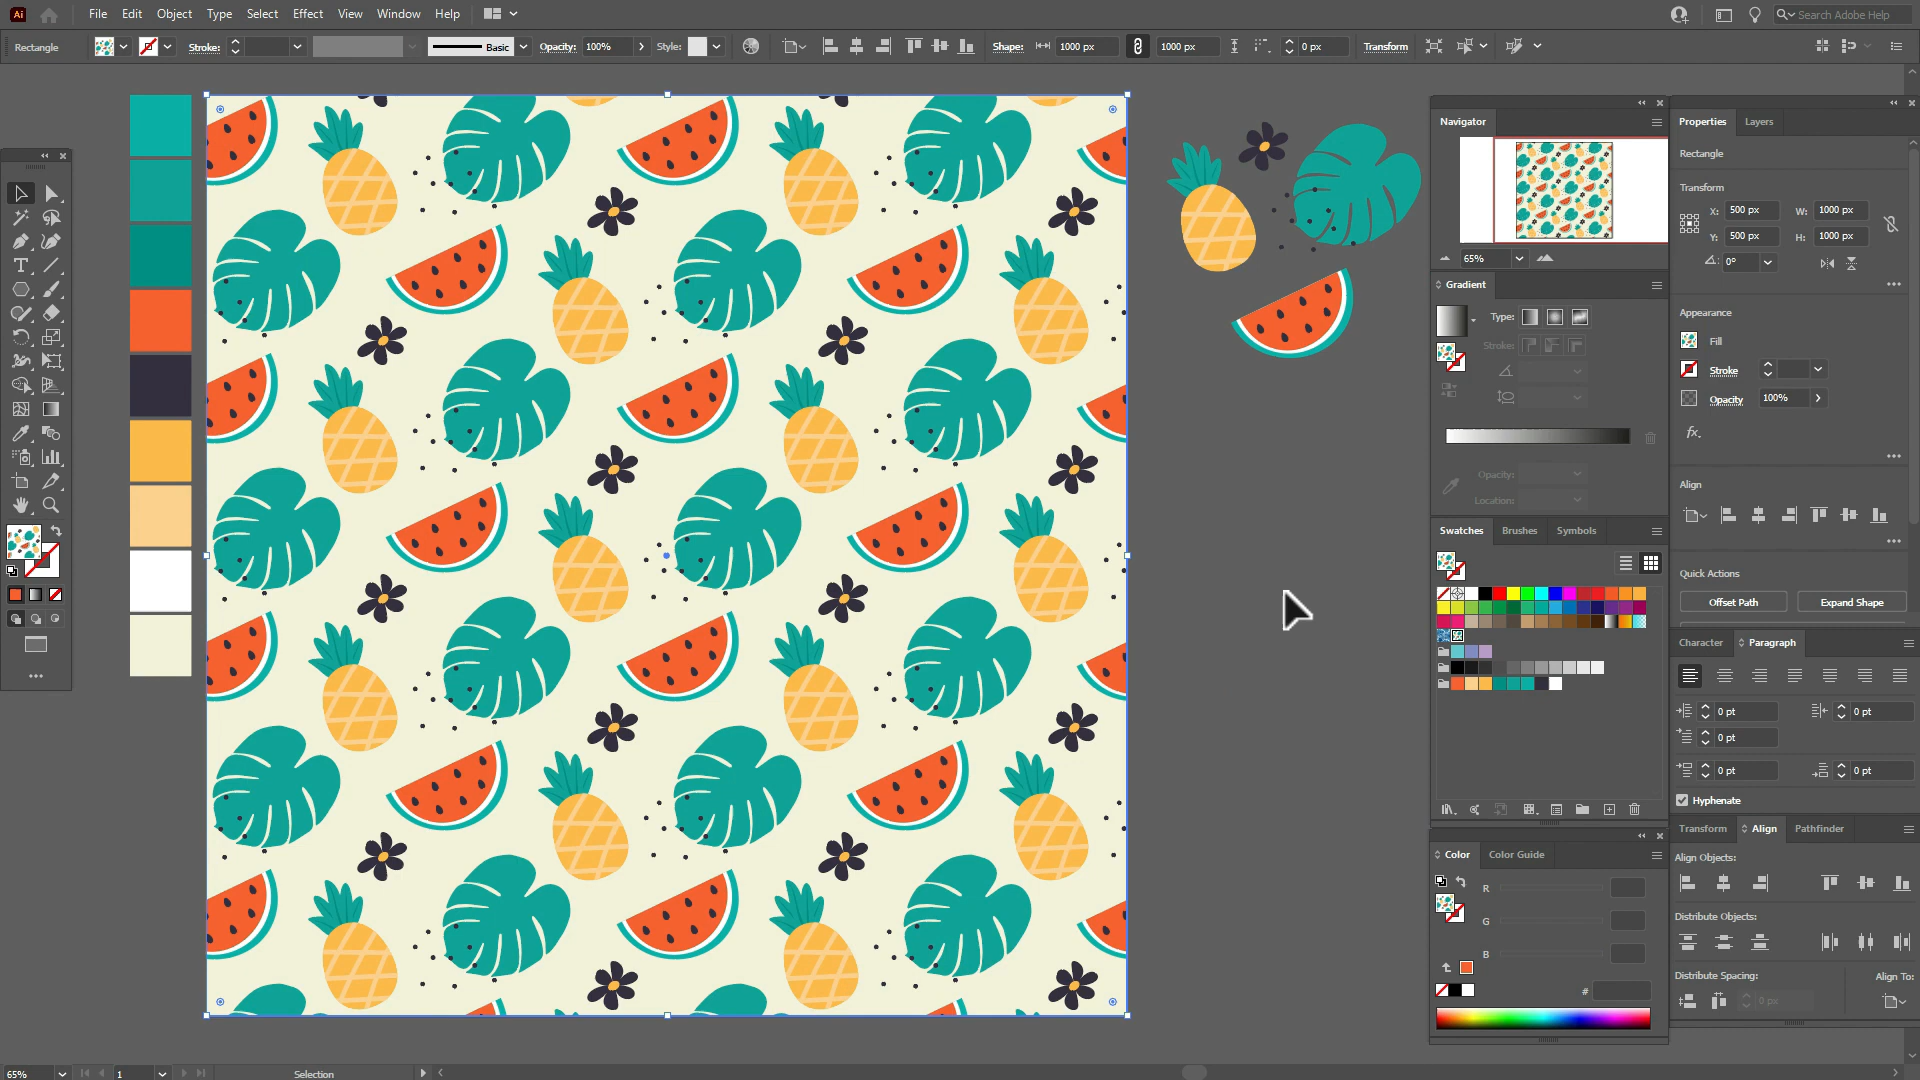 Ai File Edit Object Type Select Effect View Window Help Search Adobe Help
Rectangle Stroke: Basic Opacity: 100% Style: Shape: 1000 px 1000 px 0 px Transform
Navigator
65%
Gradient
Type:
Stroke:
Opacity:
Location:
Swatches Brushes Symbols
Color Color Guide
R
G
B
#
Properties Layers
Rectangle
Transform
X: 500 px W: 1000 px
Y: 500 px H: 1000 px
0°
Appearance
Fill
Stroke
Opacity 100%
fx.
Align
Quick Actions
Offset Path Expand Shape
Character Paragraph
0 pt 0 pt
0 pt
0 pt 0 pt
Hyphenate
Transform Align Pathfinder
Align Objects:
Distribute Objects:
Distribute Spacing: Align To:
0 px
65% 1 Selection